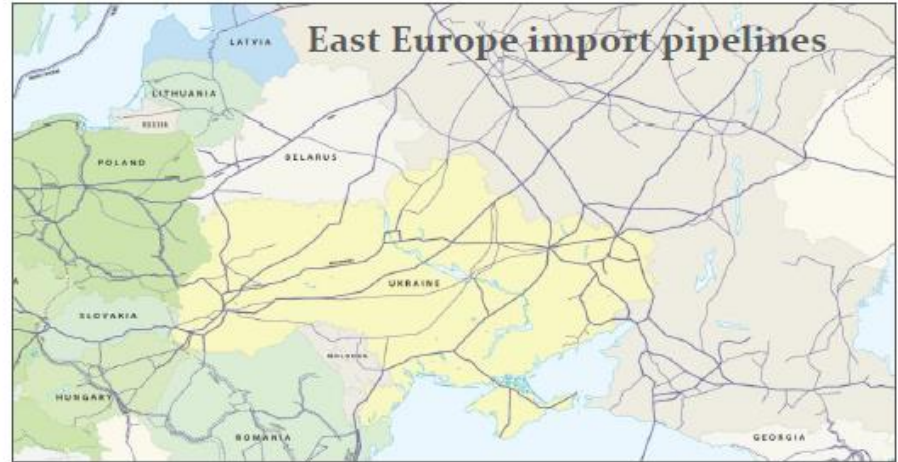 East Europe import pipelines
LATVIA
LITHUANIA
RUSSIA
BELARUS
POLAND
UKRAINE
SLOVAKIA
MOLDOVA
HUNGARY
ROMANIA
GEORGIA